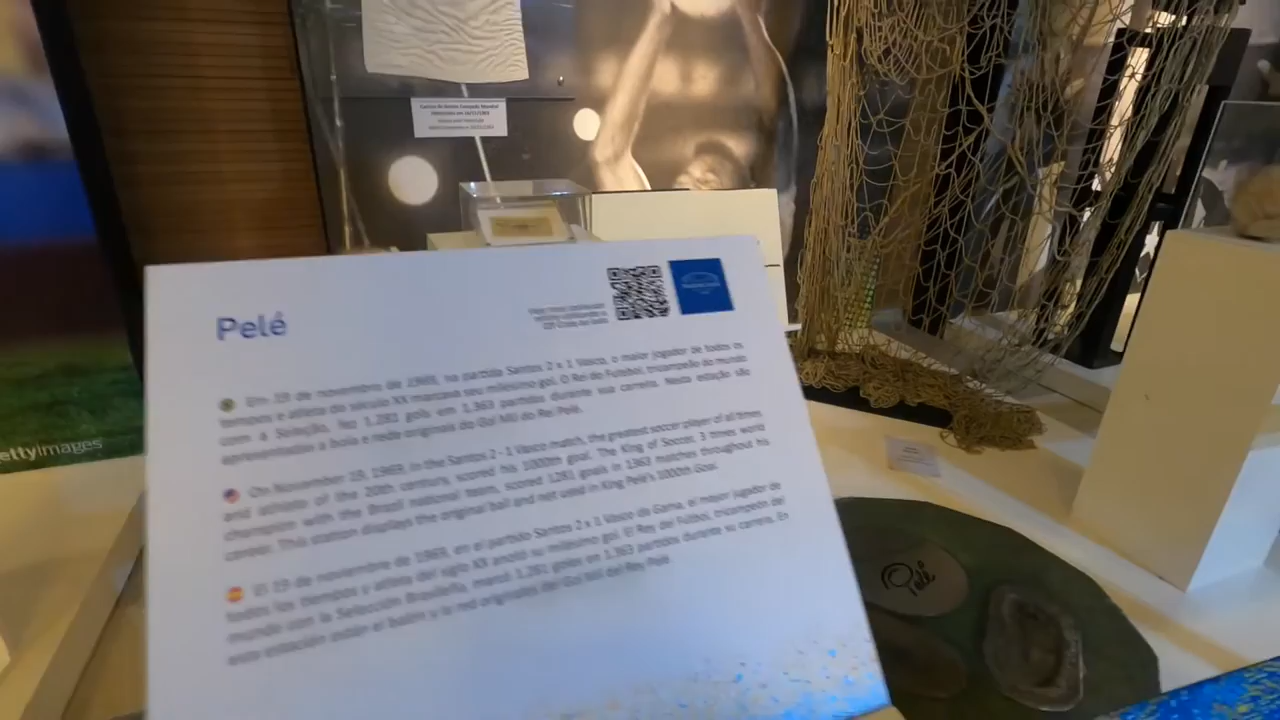 Pelé
Em 19 de novembro de 1969, na partida Santos 2 x 1 Vasco, o maior jogador de todos os
tempos e atleta do século XX marcava seu milésimo gol. O Rei do Futebol, tricampeão do mundo
com a Seleção, fez 1.281 gols em 1.363 partidas durante sua carreira. Nesta estação são
apresentadas a bola e rede originais do Gol Mil do Rei Pelé.
On November 19, 1969, in the Santos 2 - 1 Vasco match, the greatest soccer player of all times
and athlete of the 20th century, scored his 1000th goal. The King of Soccer, 3 times world
champion with the Brazil national team, scored 1281 goals in 1363 matches throughout his
career. This station displays the original ball and net used in King Pelé's 1000th Goal.
El 19 de noviembre de 1969, en el partido Santos 2 x 1 Vasco da Gama, el mejor jugador de
todos los tiempos y atleta del siglo XX anotó su milésimo gol. El Rey del Fútbol, tricampeón del
mundo con la Selección Brasileña, marcó 1.281 goles en 1.363 partidos durante su carrera. En
esta estación están el balón y la red originales del Gol Mil del Rey Pelé.
Pelé
gettyimages